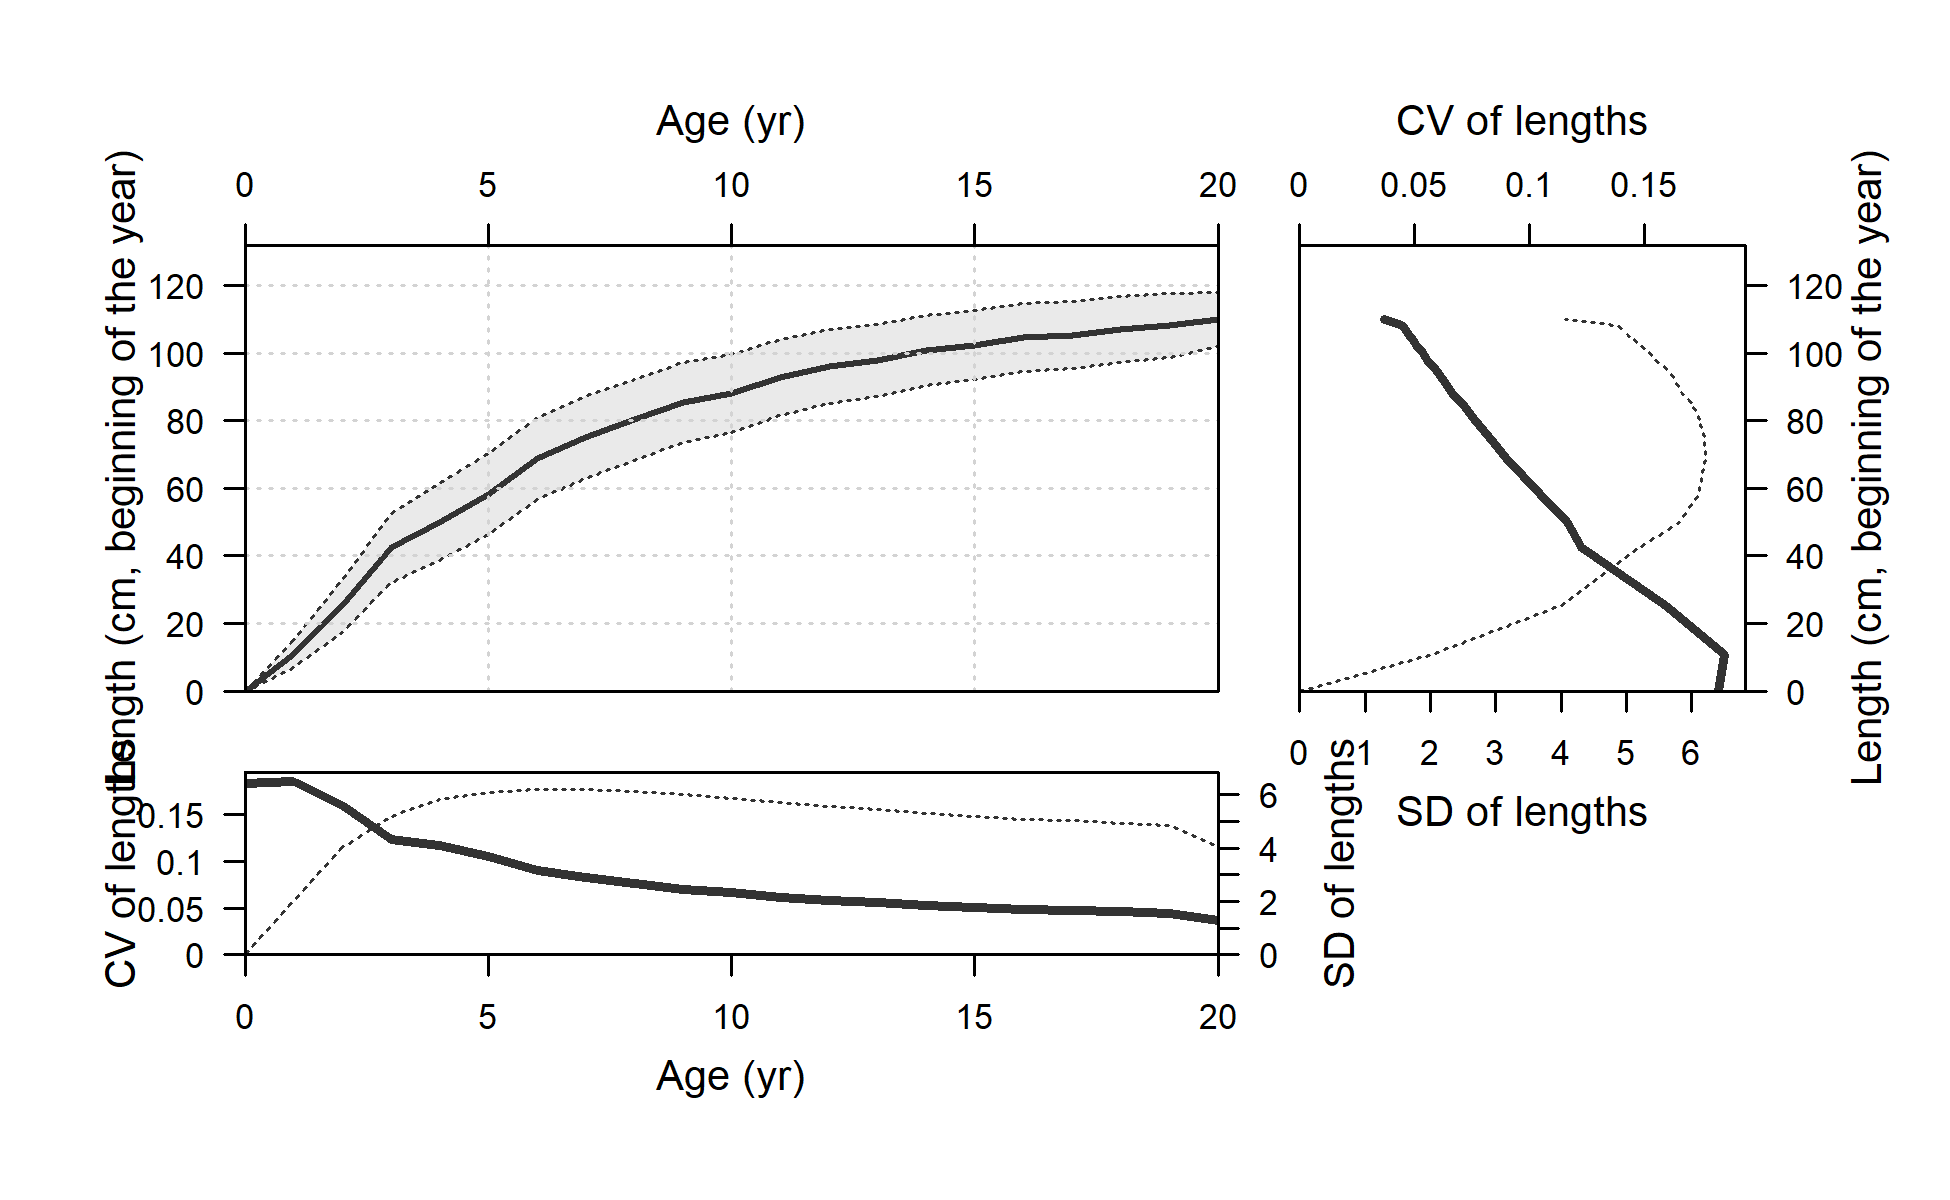 Age (yr)
CV of lengths
0 5 10 15 20
0 0.05 0.1 0.15
Length (cm, beginning of the year)
120
100
80
60
40
20
0
120
100
80
60
40
20
0
Length (cm, beginning of the year)
0 1 2 3 4 5 6
SD of lengths
CV of lengths
0.15
0.1
0.05
0
6
4
2
0
SD of lengths
0 5 10 15 20
Age (yr)